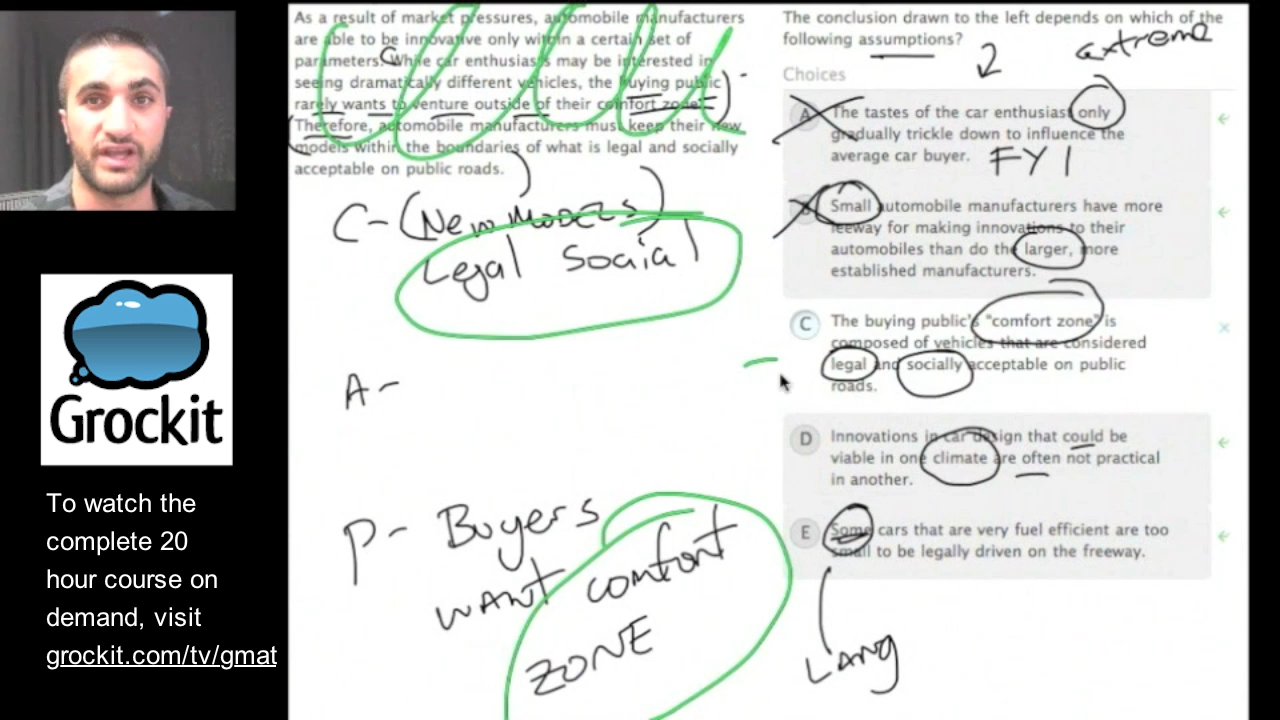 As a result of market pressures, automobile manufacturers
are able to be innovative only within a certain set of
parameters. While car enthusiasts may be interested in
seeing dramatically different vehicles, the buying public
rarely wants to venture outside of their comfort zone.
Therefore, automobile manufacturers must keep their new
models within the boundaries of what is legal and socially
acceptable on public roads.
C - (New Models)
Legal Social
A -
P - Buyers
WANT comfort
ZONE
The conclusion drawn to the left depends on which of the
following assumptions?
extreme
Choices
A The tastes of the car enthusiast only
gradually trickle down to influence the
average car buyer.
FYI
Small automobile manufacturers have more
leeway for making innovations to their
automobiles than do the larger, more
established manufacturers.
C The buying public's "comfort zone" is
composed of vehicles that are considered
legal and socially acceptable on public
roads.
D Innovations in car design that could be
viable in one climate are often not practical
in another.
E Some cars that are very fuel efficient are too
small to be legally driven on the freeway.
LANG
Grockit
To watch the
complete 20
hour course on
demand, visit
grockit.com/tv/gmat